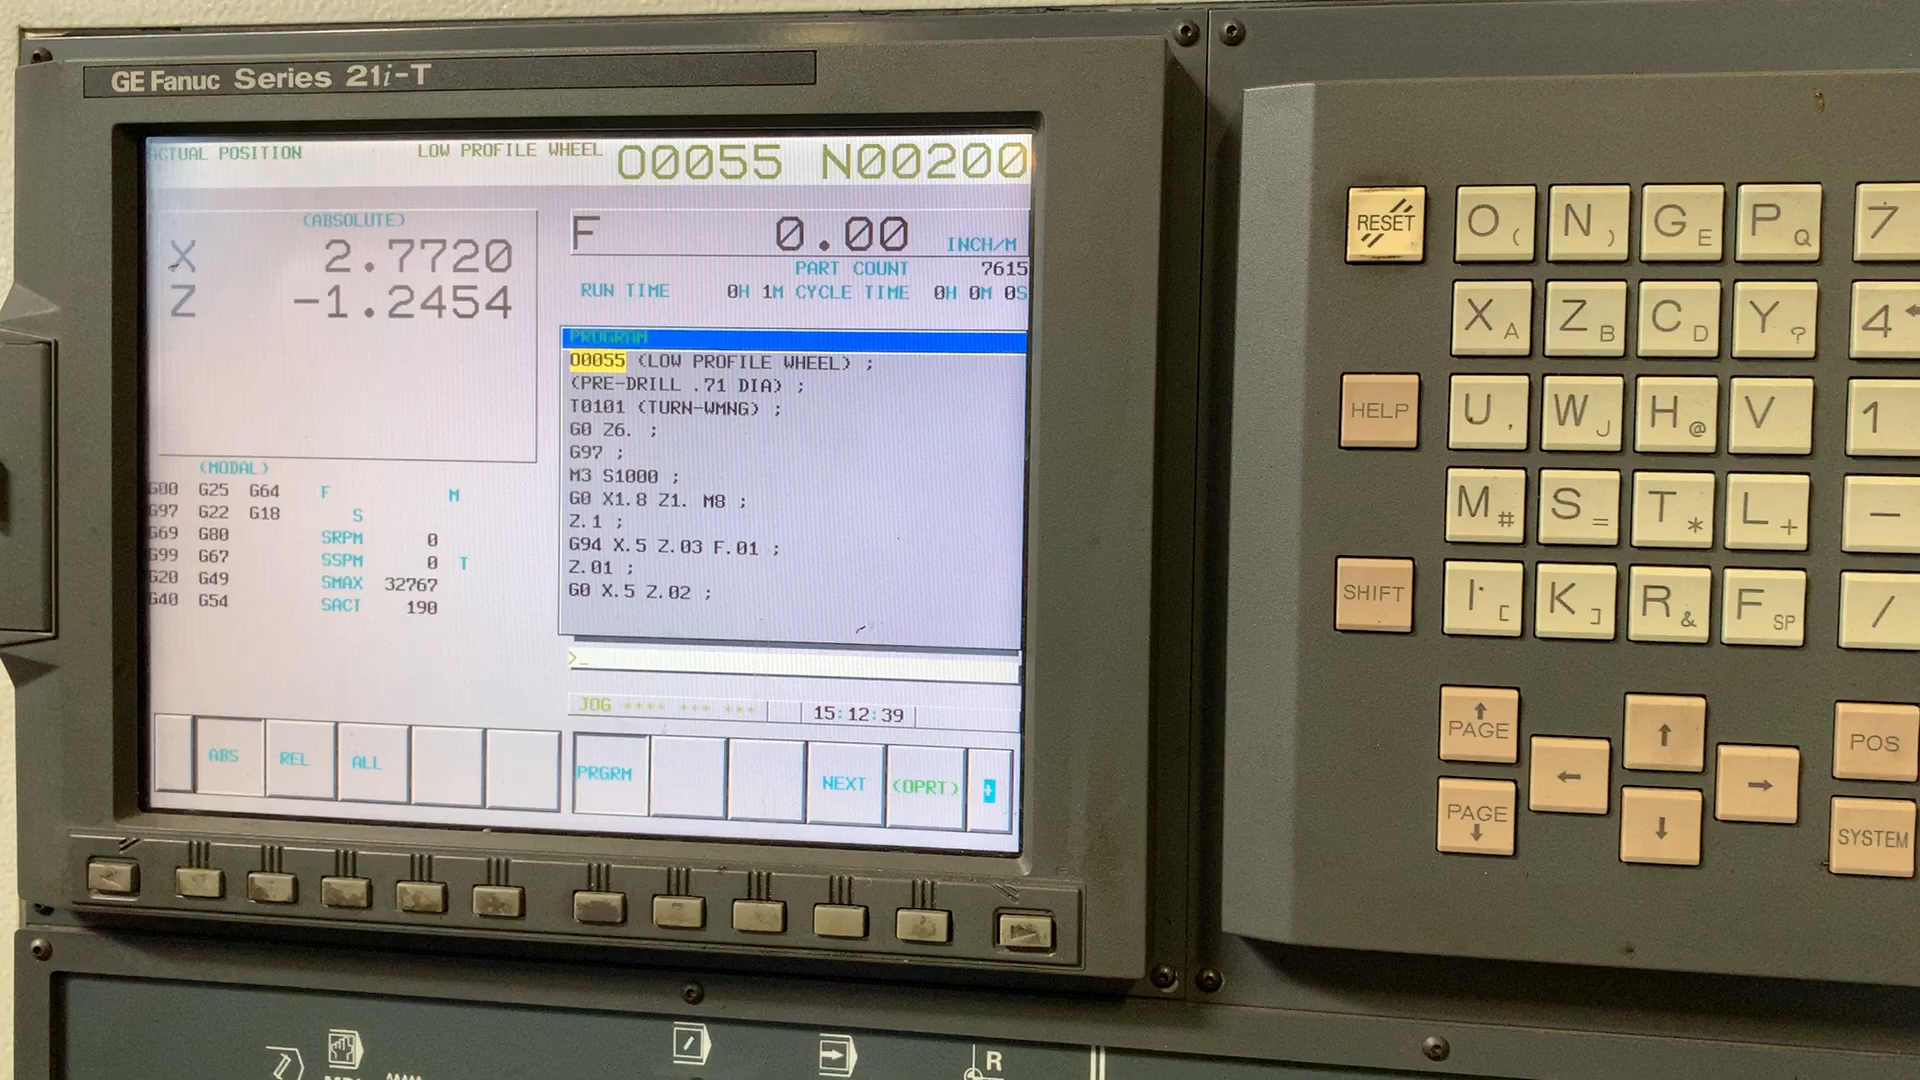 GE Fanuc Series 21i-T
ACTUAL POSITION LOW PROFILE WHEEL O0055 N00200
(ABSOLUTE)
X 2.7720
Z -1.2454
F 0.00 INCH/M
PART COUNT 7615
RUN TIME 0H 1M CYCLE TIME 0H 0M 0S
PROGRAM
O0055 (LOW PROFILE WHEEL) ;
(PRE-DRILL .71 DIA) ;
T0101 (TURN-WMNG) ;
G0 Z6. ;
G97 ;
M3 S1000 ;
G0 X1.8 Z1. M8 ;
Z.1 ;
G94 X.5 Z.03 F.01 ;
Z.01 ;
G0 X.5 Z.02 ;
(MODAL)
G00 G25 G64 F M
G97 G22 G18 S
G69 G80 SRPM 0
G99 G67 SSPM 0 T
G20 G49 SMAX 32767
G40 G54 SACT 190
>_
JOG **** *** ***
15:12:39
ABS REL ALL
PRGRM NEXT (OPRT) +
RESET O ( N ) G E P Q 7
X A Z B C D Y ? 4
HELP U , W J H @ V 1
M # S = T * L + -
SHIFT I [ K ] R & F SP /
↑ PAGE ↑ POS
← →
PAGE ↓ ↓ SYSTEM
R